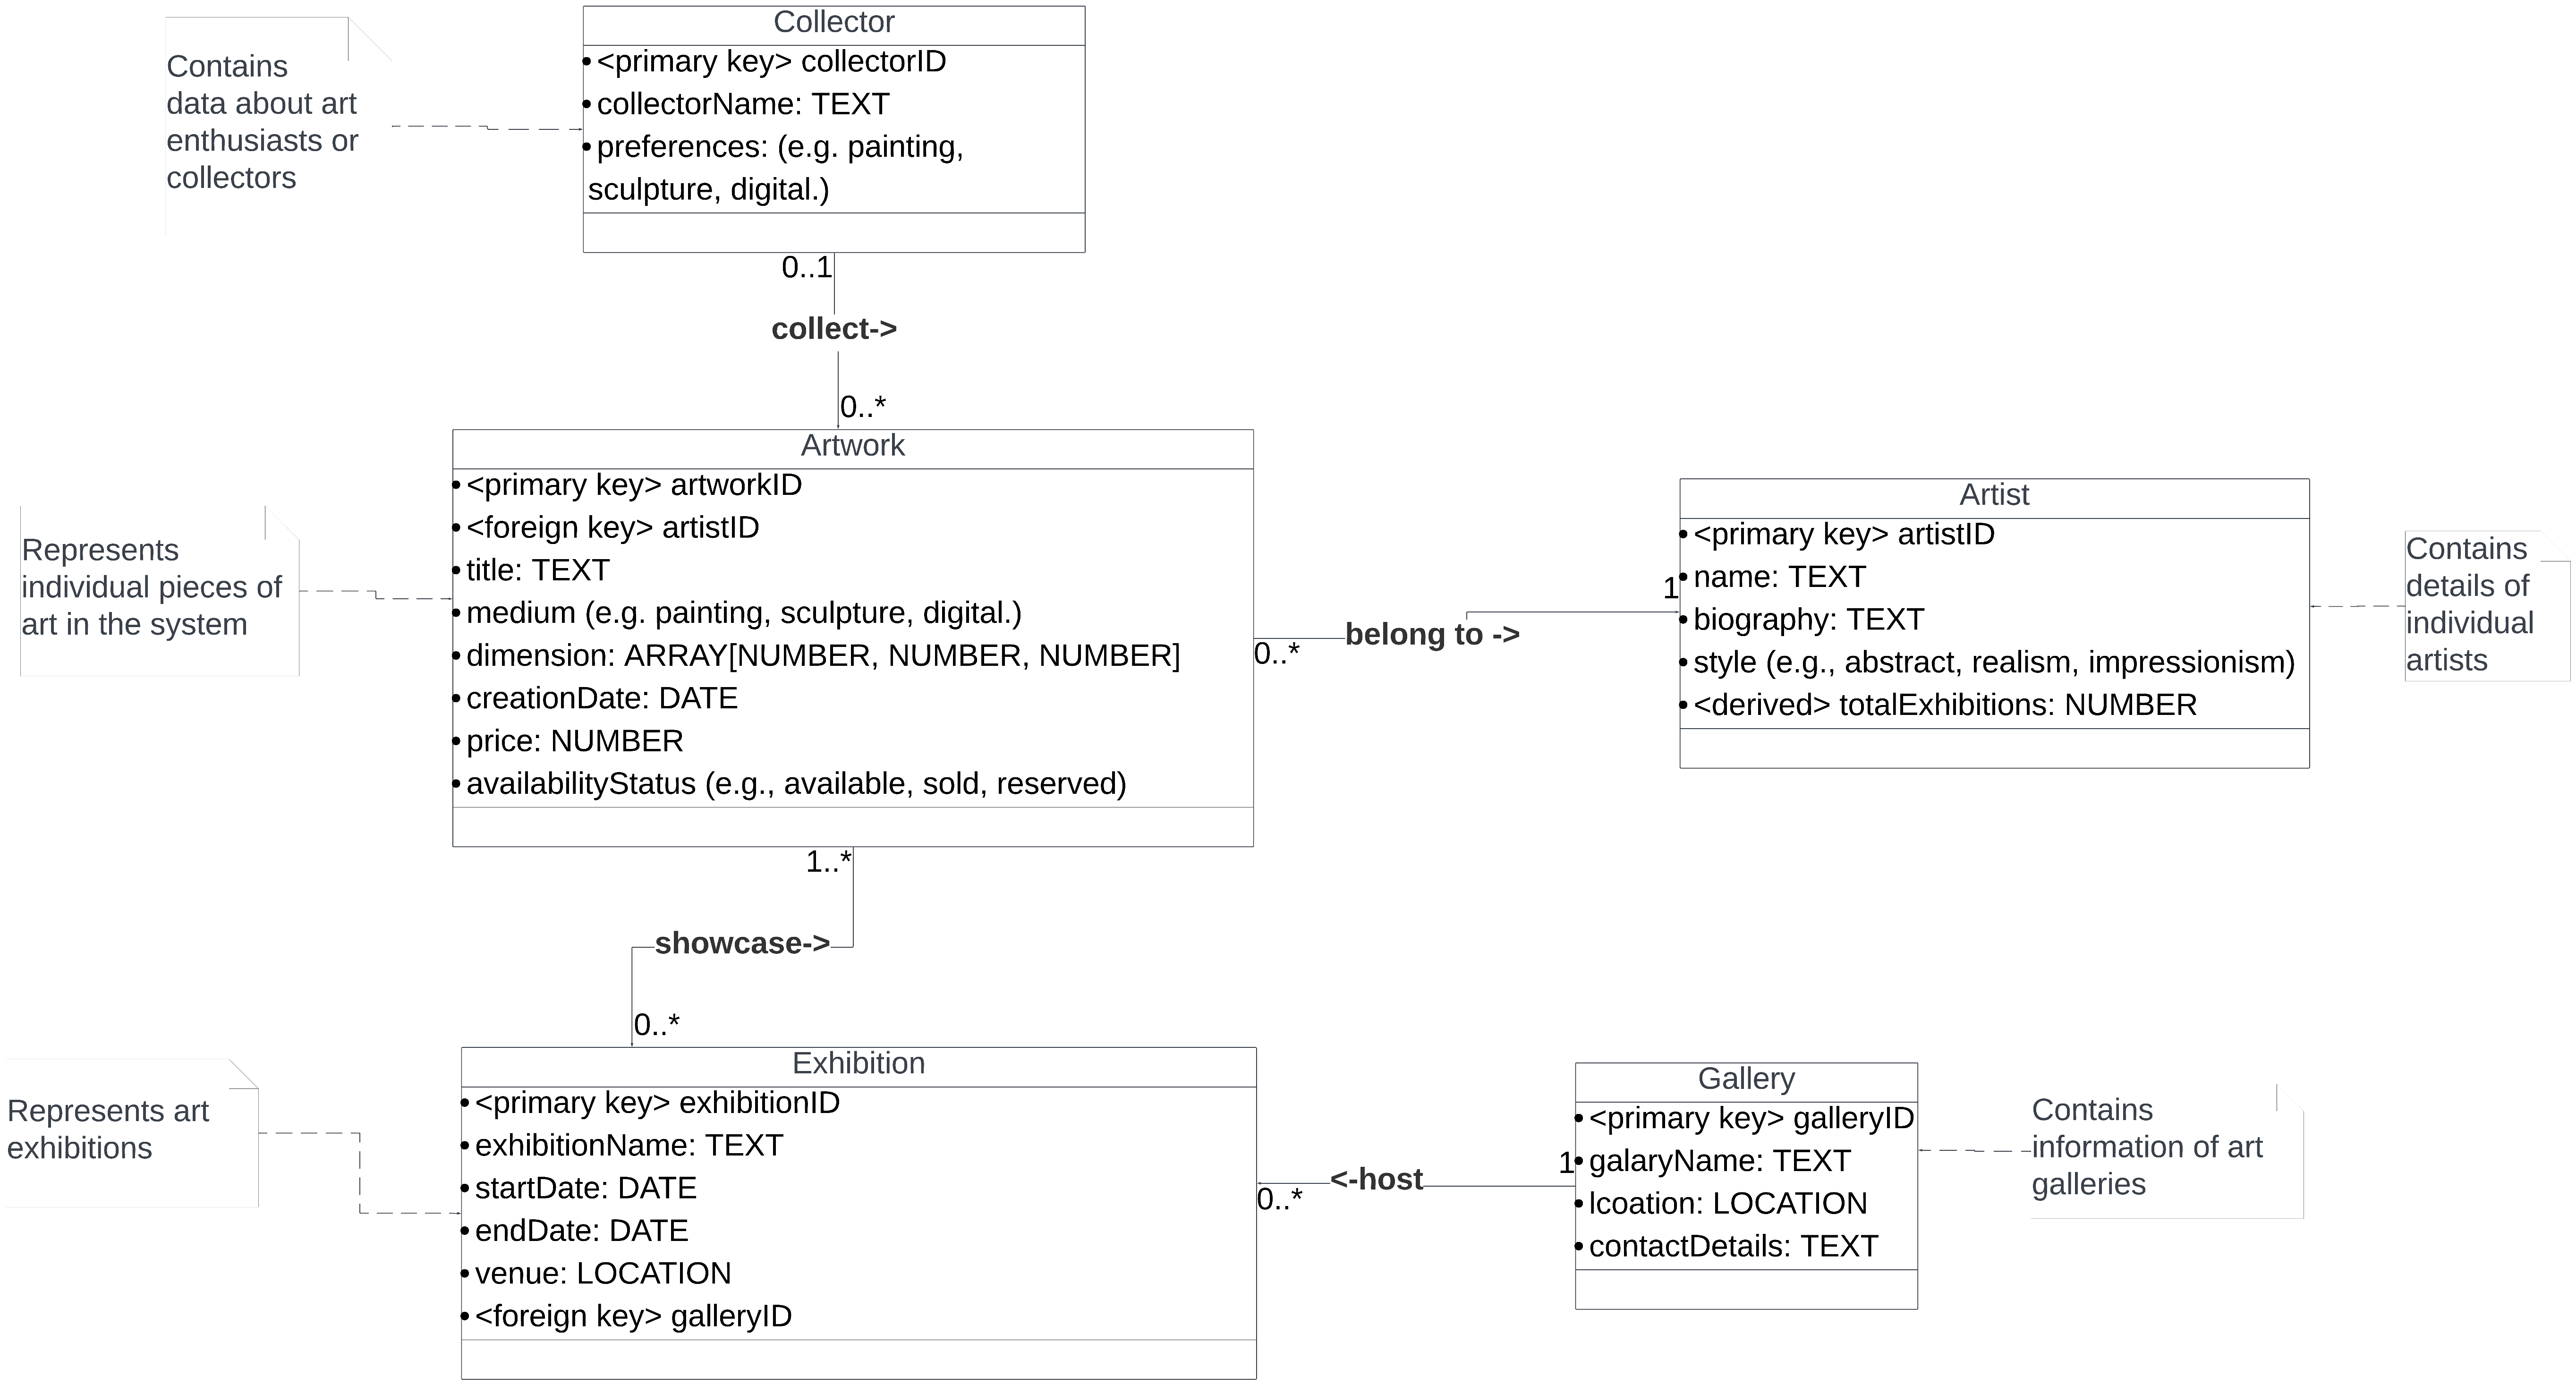 Collector
<primary key> collectorID
collectorName: TEXT
preferences: (e.g. painting,
sculpture, digital.)
Contains
data about art
enthusiasts or
collectors
0..1
collect->
0..*
Artwork
<primary key> artworkID
<foreign key> artistID
title: TEXT
medium (e.g. painting, sculpture, digital.)
dimension: ARRAY[NUMBER, NUMBER, NUMBER]
creationDate: DATE
price: NUMBER
availabilityStatus (e.g., available, sold, reserved)
Represents
individual pieces of
art in the system
0..*
belong to ->
1
Artist
<primary key> artistID
name: TEXT
biography: TEXT
style (e.g., abstract, realism, impressionism)
<derived> totalExhibitions: NUMBER
Contains
details of
individual
artists
1..*
showcase->
0..*
Exhibition
<primary key> exhibitionID
exhibitionName: TEXT
startDate: DATE
endDate: DATE
venue: LOCATION
<foreign key> galleryID
Represents art
exhibitions
0..*
<-host
1
Gallery
<primary key> galleryID
galaryName: TEXT
lcoation: LOCATION
contactDetails: TEXT
Contains
information of art
galleries